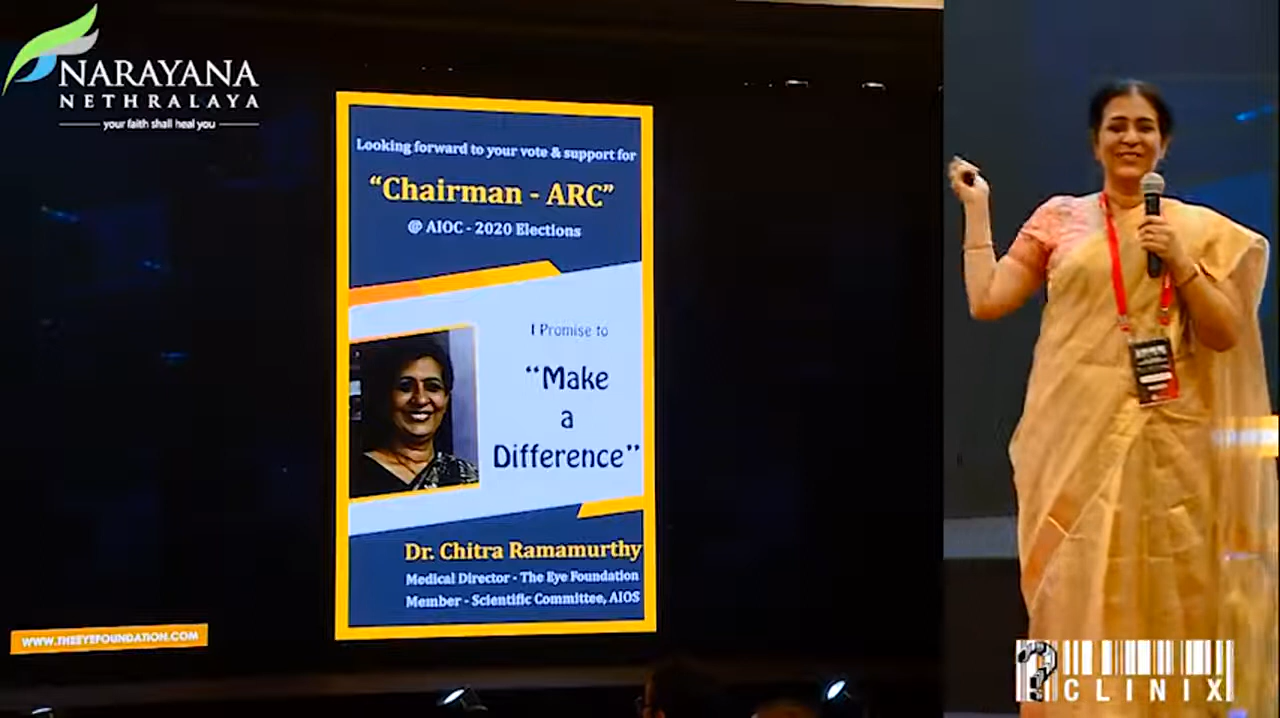 NARAYANA
NETHRALAYA
your faith shall heal you
Looking forward to your vote & support for
“Chairman - ARC”
@ AIOC - 2020 Elections
I Promise to
“Make
a
Difference”
Dr. Chitra Ramamurthy
Medical Director - The Eye Foundation
Member - Scientific Committee, AIOS
WWW.THEEYEFOUNDATION.COM
? CLINIX